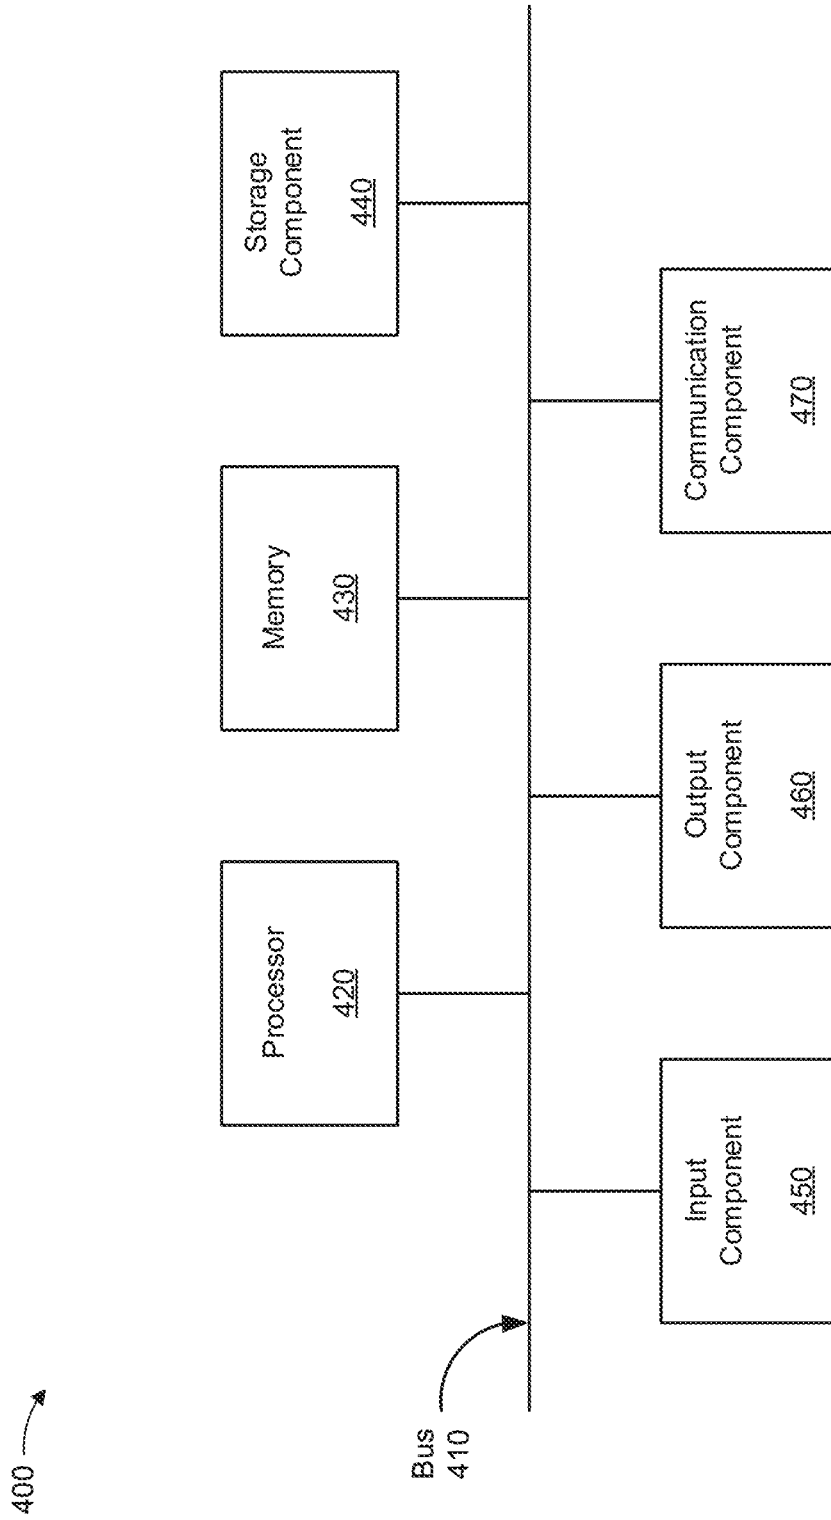 400
Processor
420
Memory
430
Storage
Component
440
Bus
410
Input
Component
450
Output
Component
460
Communication
Component
470